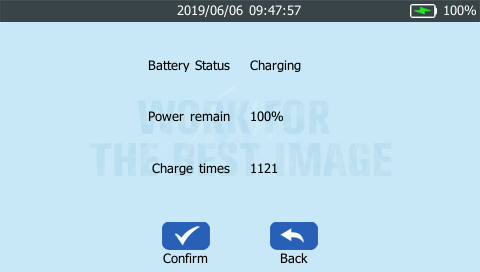 2019/06/06 09:47:57 100%
Battery Status Charging
Power remain 100%
WORK FOR
THE BEST IMAGE
Charge times 1121
Confirm Back